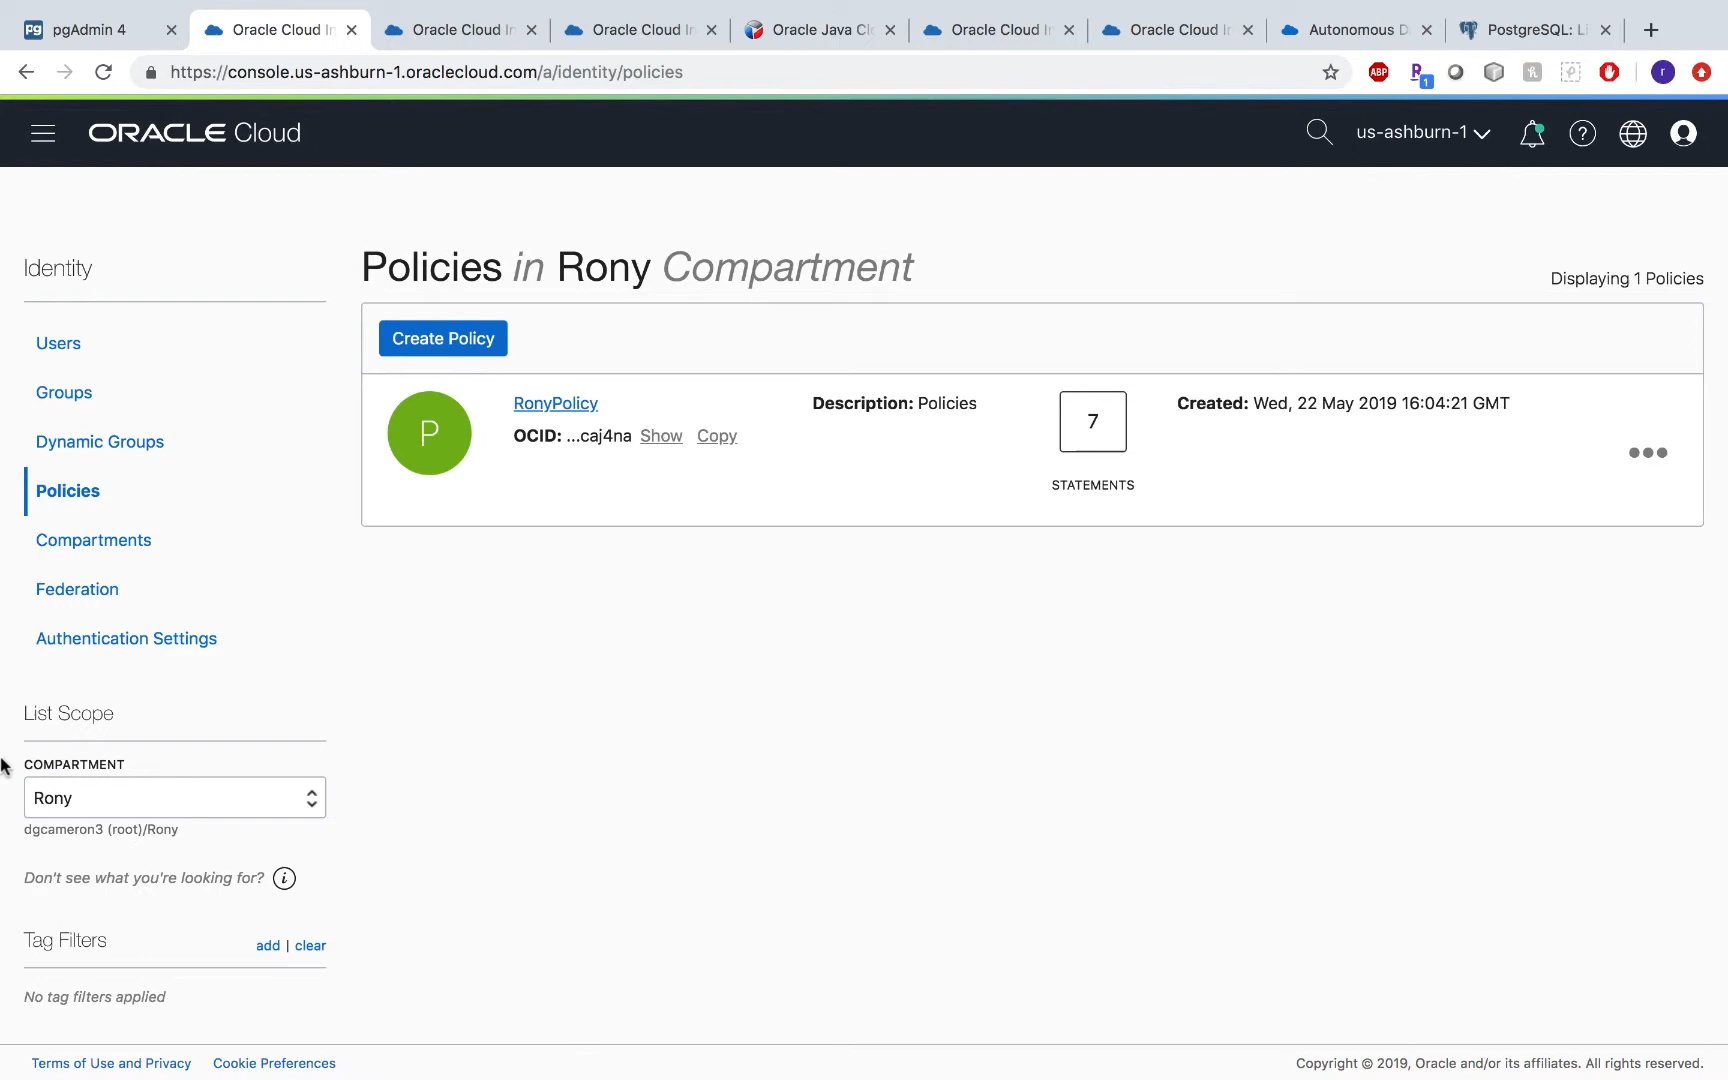 pgAdmin 4
Oracle Cloud In
Oracle Cloud In
Oracle Cloud In
Oracle Java Clo
Oracle Cloud In
Oracle Cloud In
Autonomous D
PostgreSQL: Li
https://console.us-ashburn-1.oraclecloud.com/a/identity/policies
ABP
R
1
r
ORACLE Cloud
us-ashburn-1
?
Identity
Users
Groups
Dynamic Groups
Policies
Compartments
Federation
Authentication Settings
List Scope
COMPARTMENT
Rony
dgcameron3 (root)/Rony
Don't see what you're looking for? i
Tag Filters
add | clear
No tag filters applied
Policies in Rony Compartment
Displaying 1 Policies
Create Policy
P
RonyPolicy
OCID: ...caj4na Show Copy
Description: Policies
7
STATEMENTS
Created: Wed, 22 May 2019 16:04:21 GMT
Terms of Use and Privacy
Cookie Preferences
Copyright © 2019, Oracle and/or its affiliates. All rights reserved.